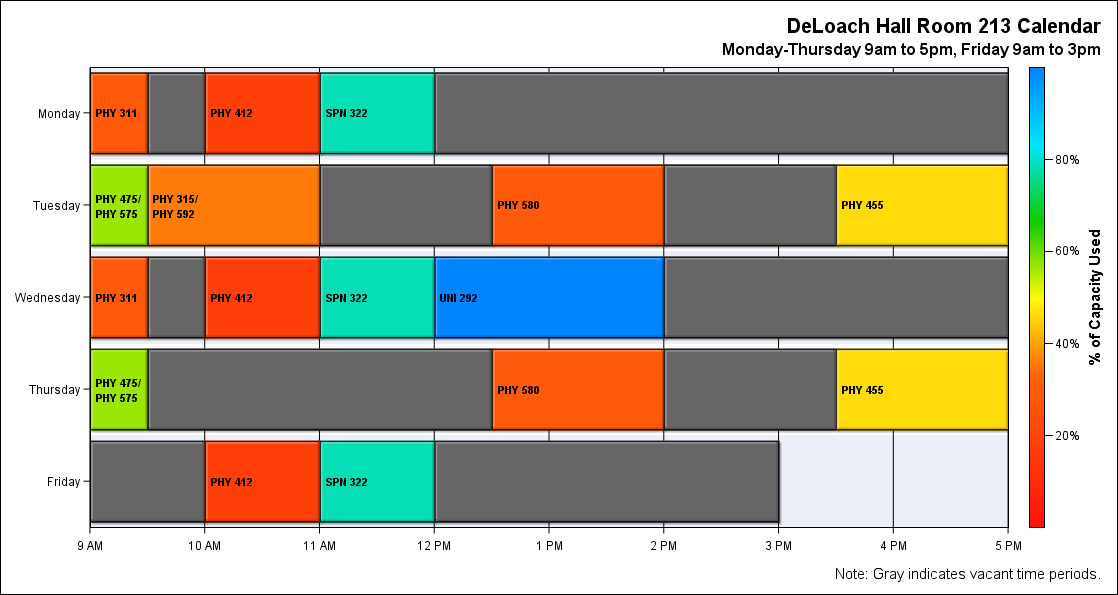 DeLoach Hall Room 213 Calendar
Monday-Thursday 9am to 5pm, Friday 9am to 3pm
Monday
PHY 311
PHY 412
SPN 322
Tuesday
PHY 475/
PHY 575
PHY 315/
PHY 592
PHY 580
PHY 455
Wednesday
PHY 311
PHY 412
SPN 322
UNI 292
Thursday
PHY 475/
PHY 575
PHY 580
PHY 455
Friday
PHY 412
SPN 322
9 AM
10 AM
11 AM
12 PM
1 PM
2 PM
3 PM
4 PM
5 PM
80%
60%
40%
20%
% of Capacity Used
Note: Gray indicates vacant time periods.